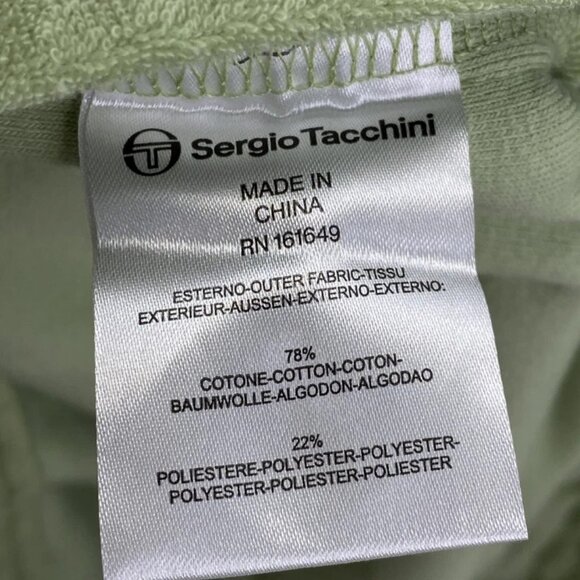 Sergio Tacchini
MADE IN
CHINA
RN 161649
ESTERNO-OUTER FABRIC-TISSU
EXTERIEUR-AUSSEN-EXTERNO-EXTERNO:
78%
COTONE-COTTON-COTON-
BAUMWOLLE-ALGODON-ALGODAO
22%
POLIESTERE-POLYESTER-POLYESTER-
POLYESTER-POLIESTER-POLIESTER